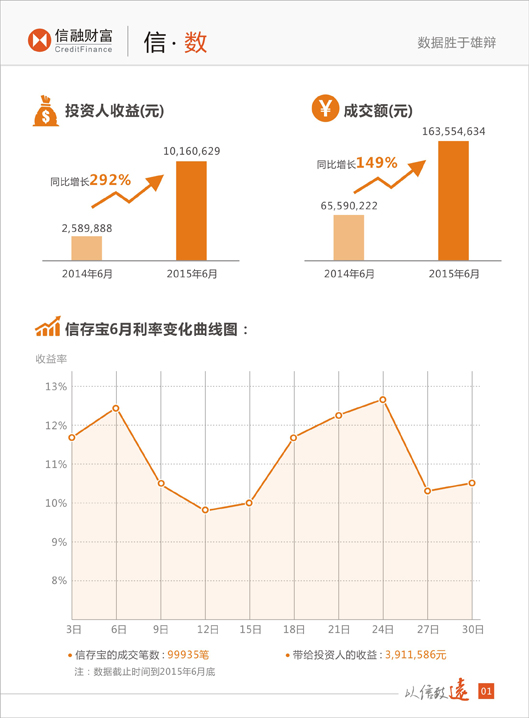 信融财富
CreditFinance
信·数
数据胜于雄辩
投资人收益(元)
10,160,629
同比增长292%
2,589,888
2014年6月
2015年6月
¥
成交额(元)
163,554,634
同比增长149%
65,590,222
2014年6月
2015年6月
信存宝6月利率变化曲线图：
收益率
13%
12%
11%
10%
9%
8%
3日 6日 9日 12日 15日 18日 21日 24日 27日 30日
• 信存宝的成交笔数：99935笔
• 带给投资人的收益：3,911,586元
注：数据截止时间到2015年6月底
以信致远
01